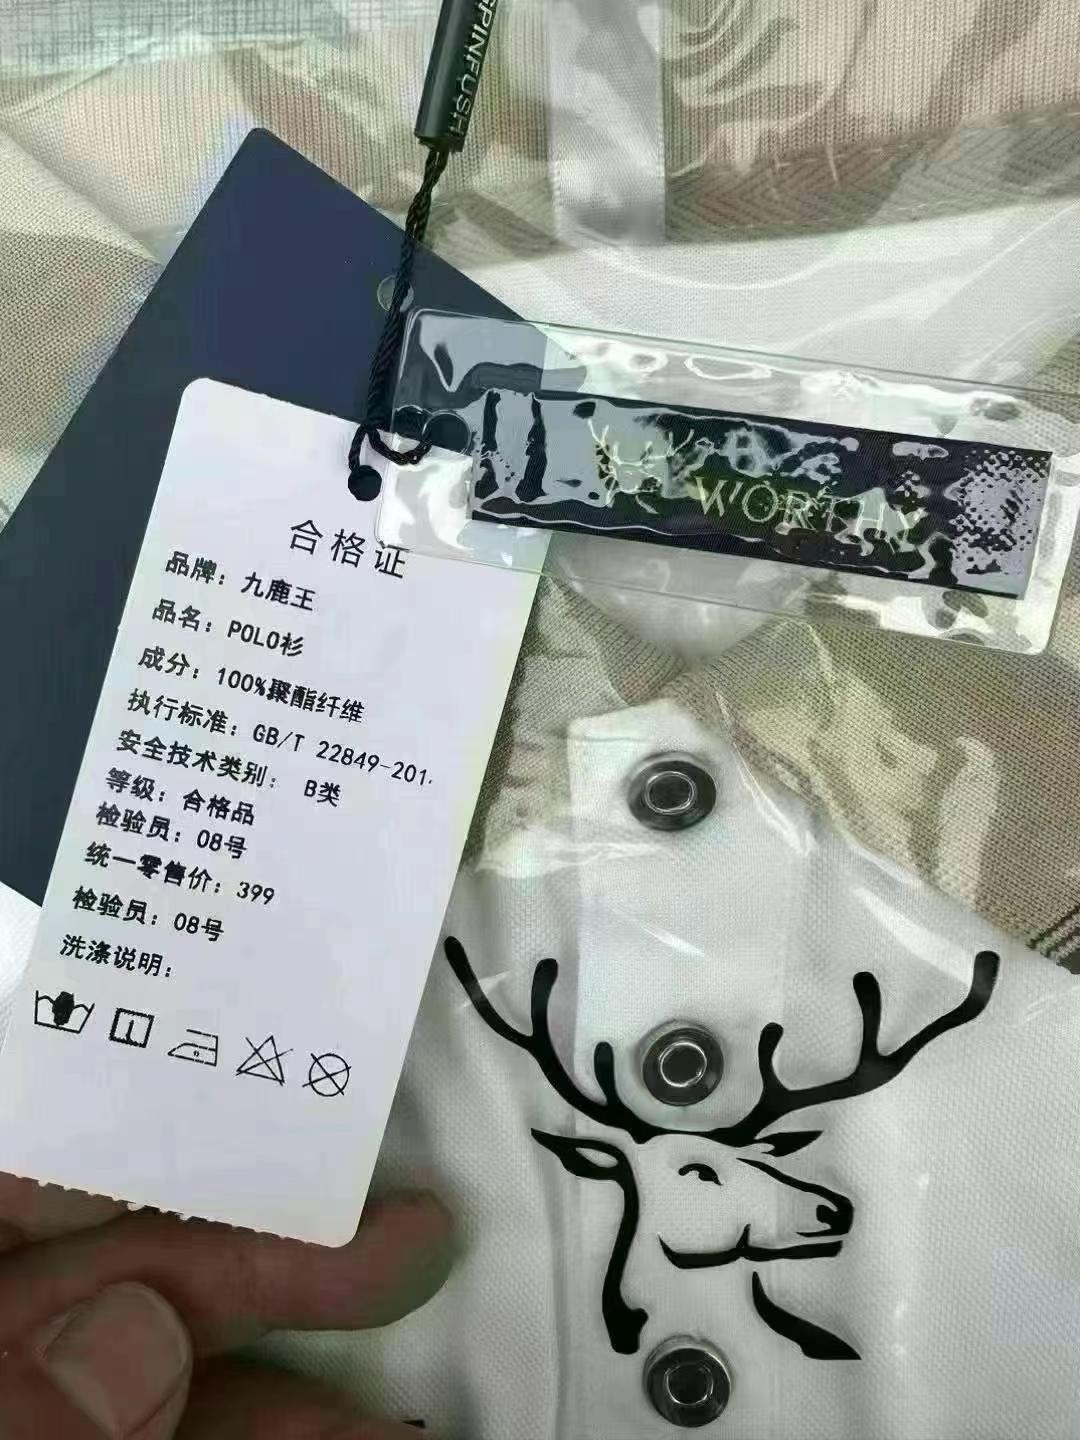 SPINFUSH
WORTHY
合格证
品牌：九鹿王
品名：POLO衫
成分：100%聚酯纤维
执行标准：GB/T 22849-201
安全技术类别：B类
等级：合格品
检验员：08号
统一零售价：399
检验员：08号
洗涤说明：